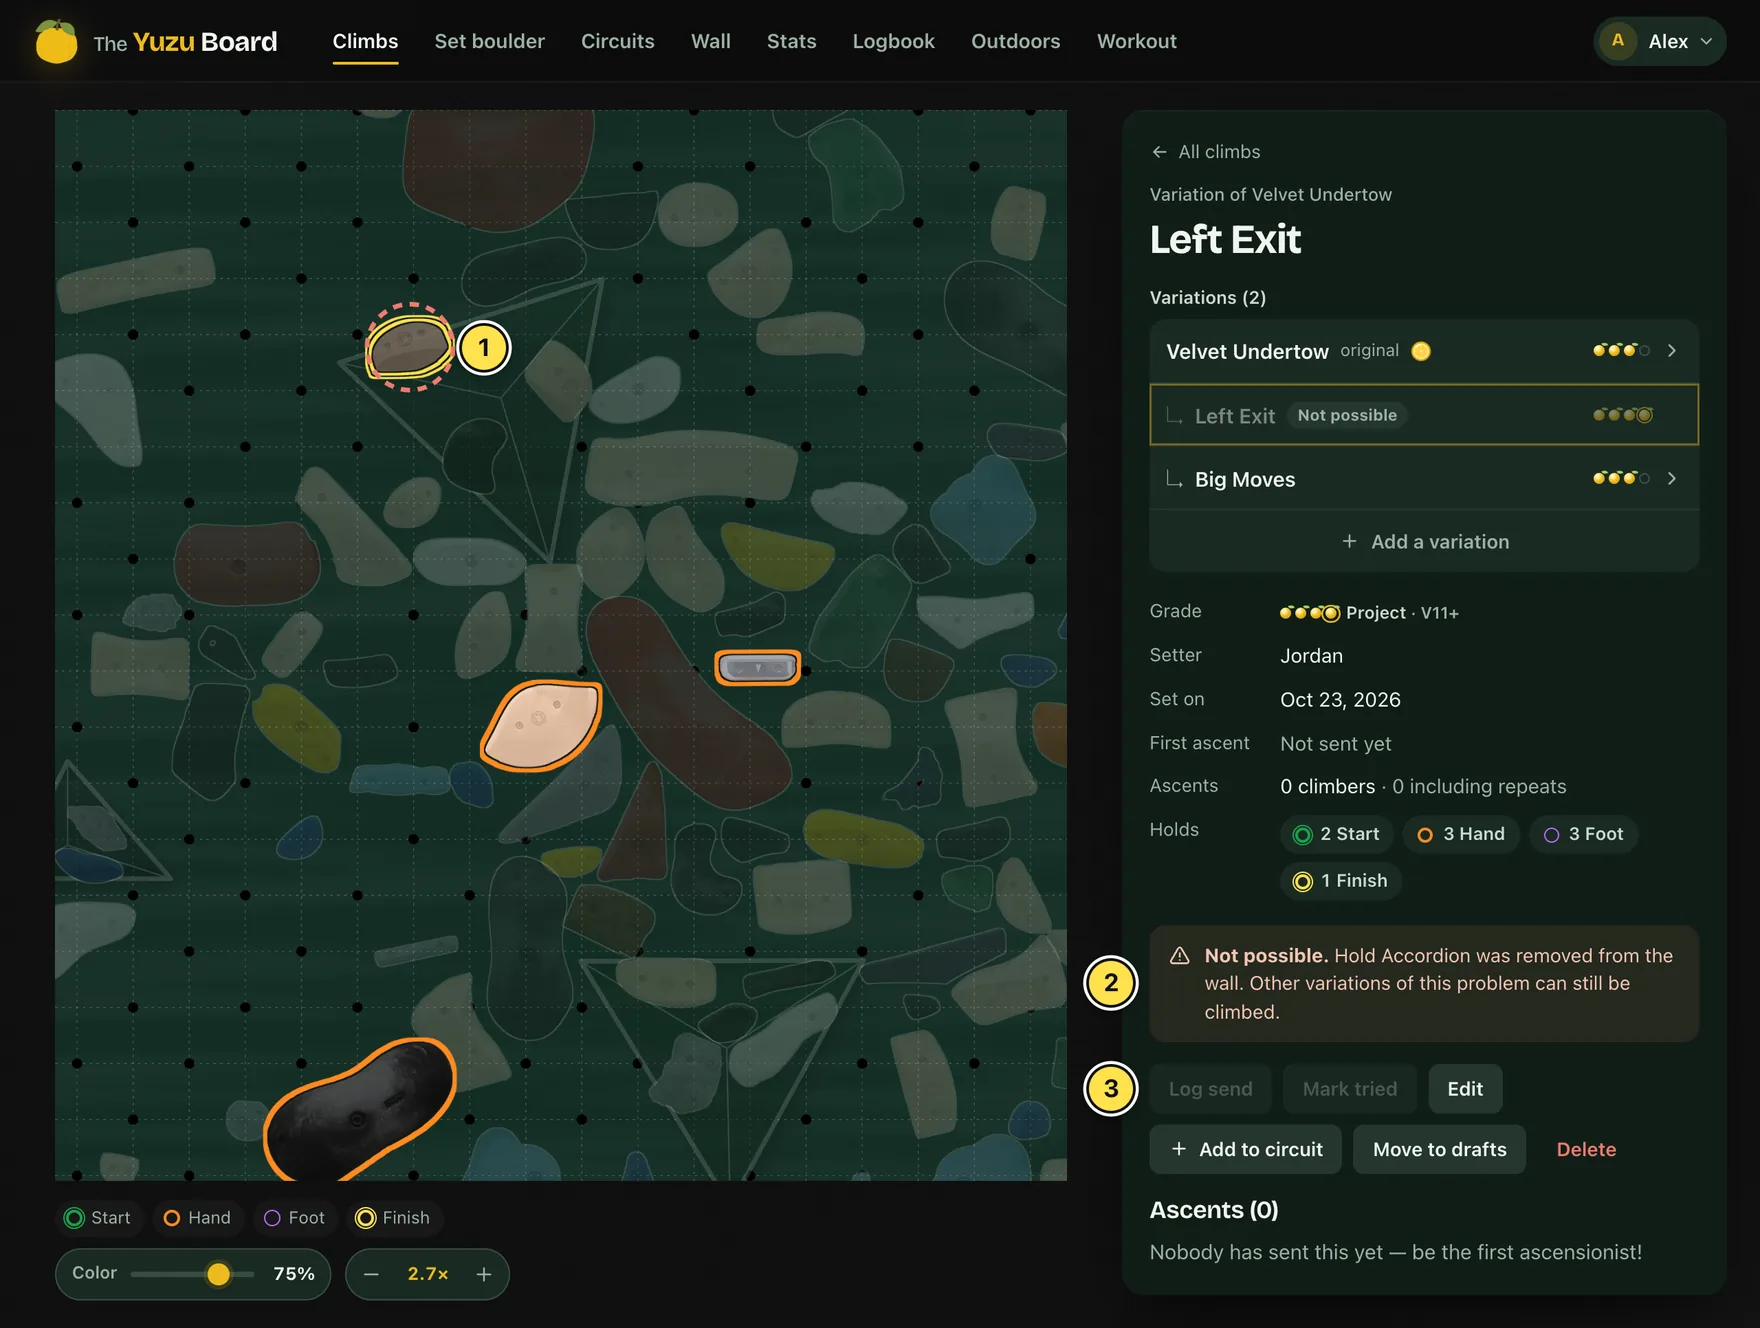 The Yuzu Board
Climbs
Set boulder
Circuits
Wall
Stats
Logbook
Outdoors
Workout
A
Alex
1
Start
Hand
Foot
Finish
Color
75%
2.7×
← All climbs
Variation of Velvet Undertow
Left Exit
Variations (2)
Velvet Undertow original
Left Exit Not possible
Big Moves
+ Add a variation
Grade Project · V11+
Setter Jordan
Set on Oct 23, 2026
First ascent Not sent yet
Ascents 0 climbers · 0 including repeats
Holds 2 Start 3 Hand 3 Foot
1 Finish
2
Not possible. Hold Accordion was removed from the
wall. Other variations of this problem can still be
climbed.
3
Log send Mark tried Edit
+ Add to circuit Move to drafts Delete
Ascents (0)
Nobody has sent this yet — be the first ascensionist!